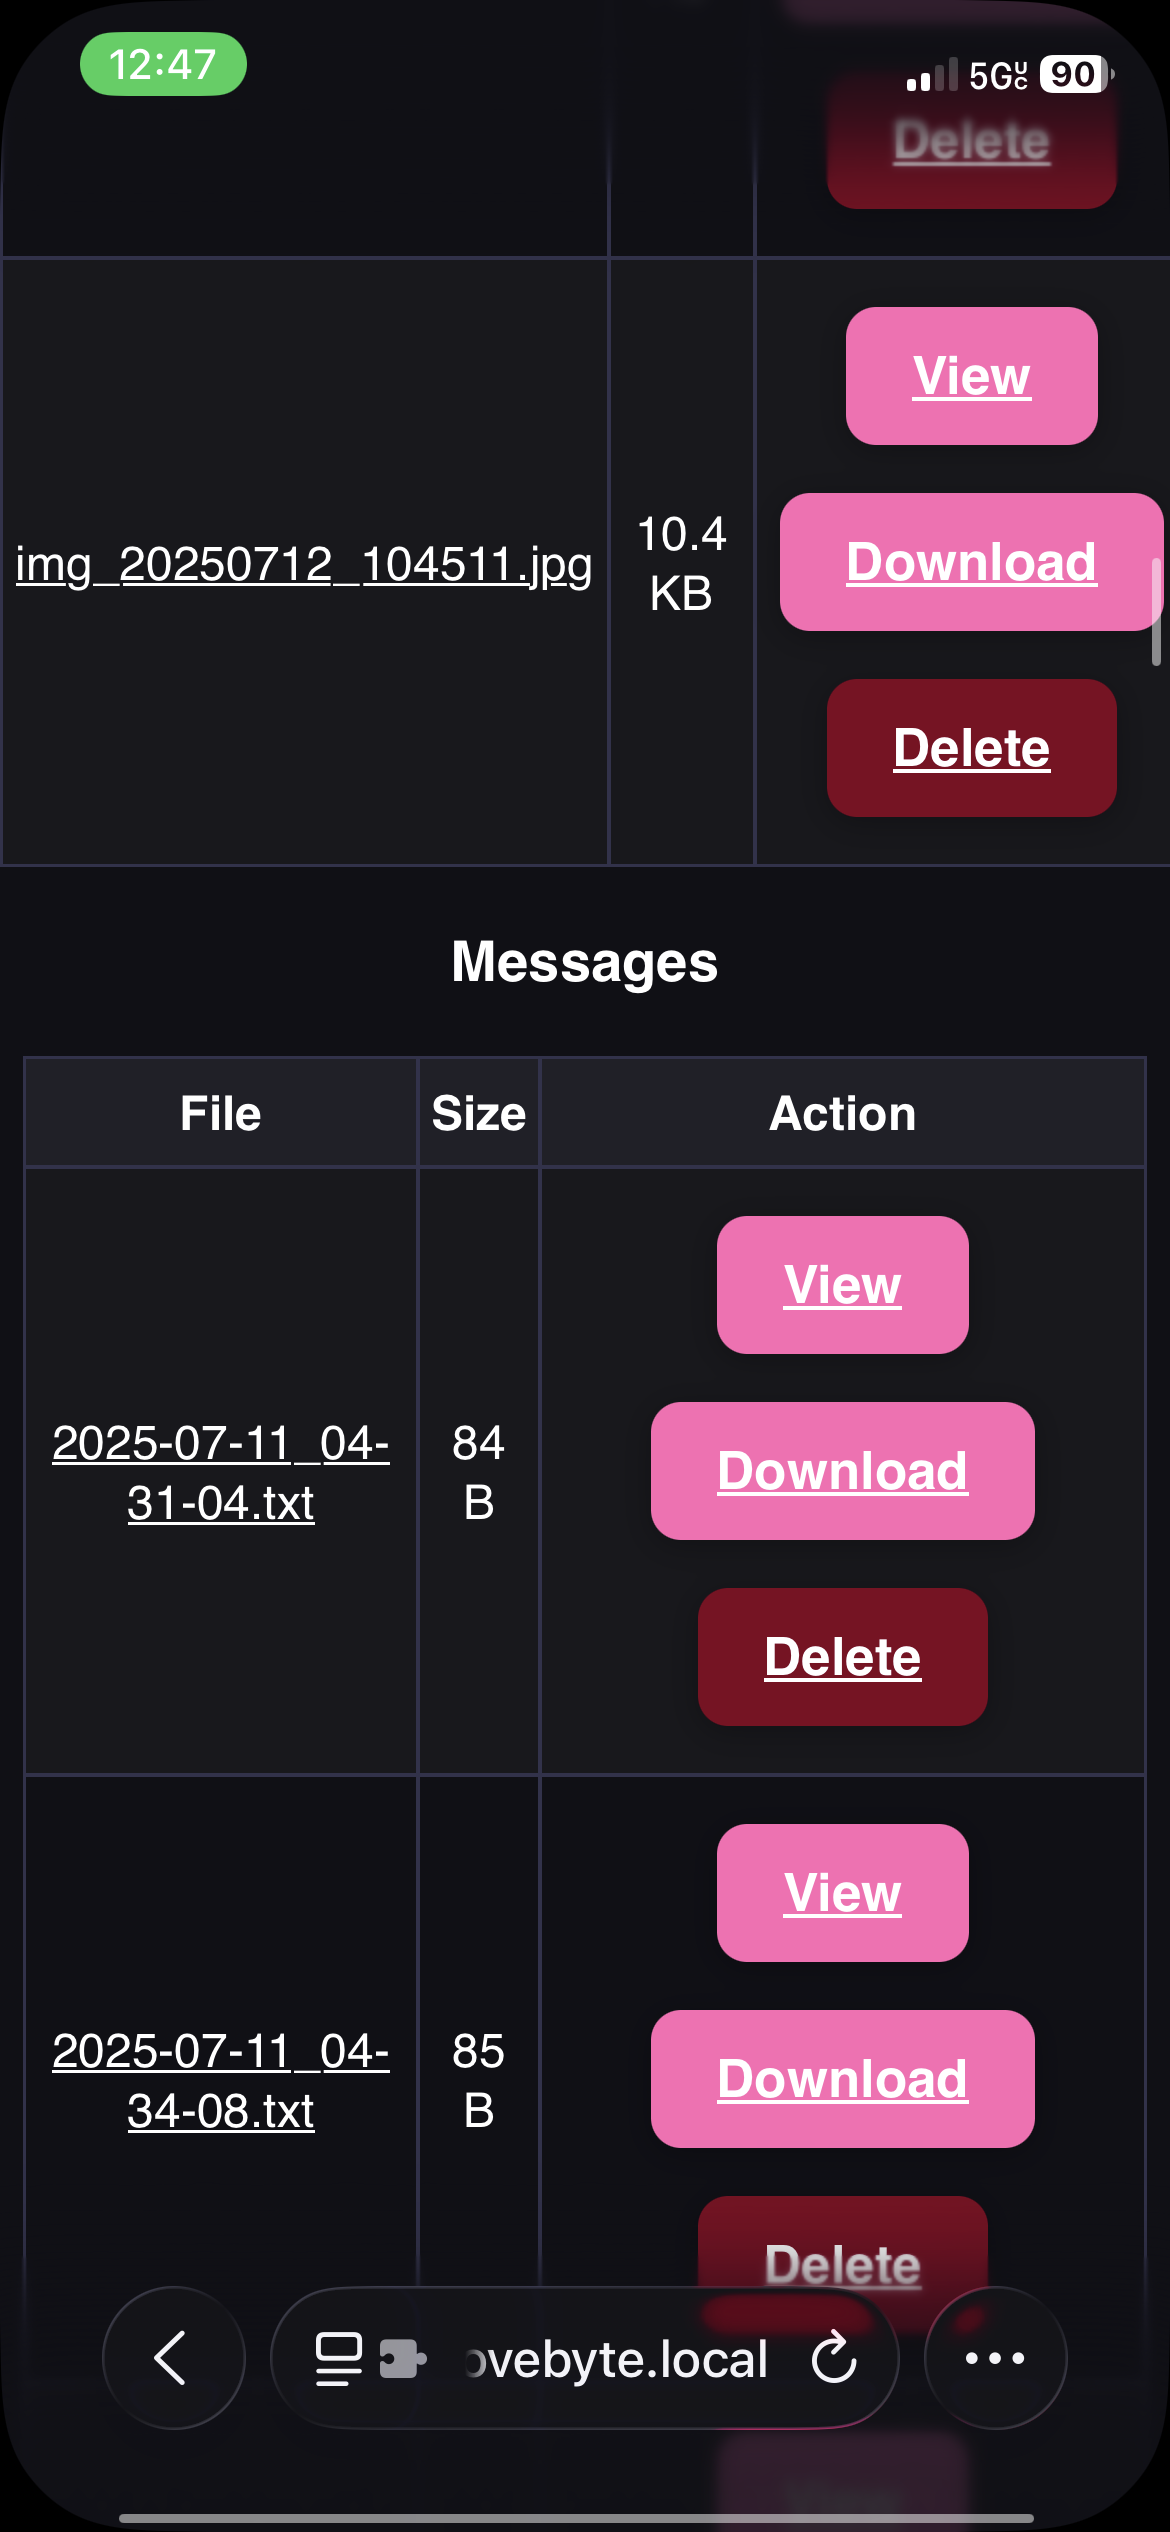 12:47
5G UC 90
Delete
View
img_20250712_104511.jpg
10.4
KB
Download
Delete
Messages
File Size Action
View
2025-07-11_04-
31-04.txt
84
B
Download
Delete
View
2025-07-11_04-
34-08.txt
85
B
Download
Delete
ovebyte.local